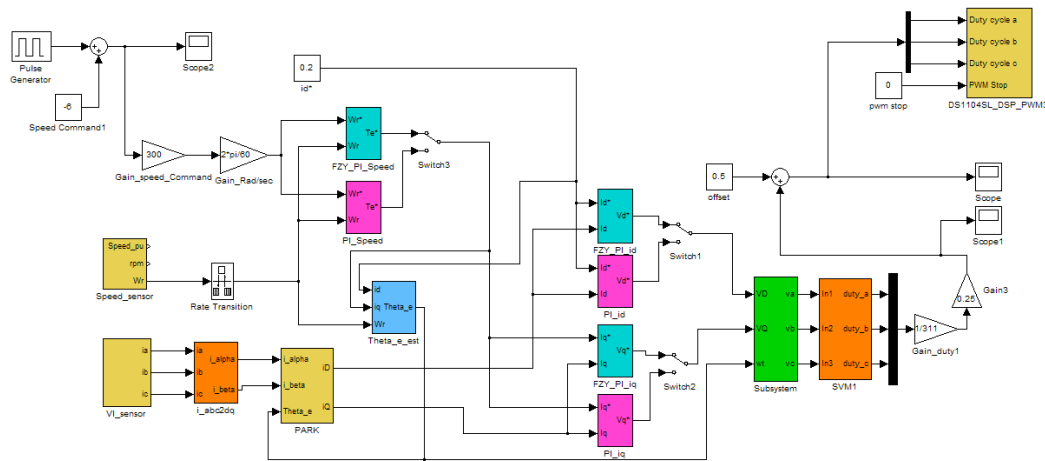 Pulse
Generator
Scope2
-6
Speed Command1
0.2
id*
300
Gain_speed_Command
2*pi/60
Gain_Rad/sec
Wr*
Wr
Te*
FZY_PI_Speed
Wr*
Wr
Te*
PI_Speed
Switch3
Speed_pu
rpm
Wr
Speed_sensor
Rate Transition
id
iq
Wr
Theta_e
Theta_e_est
ia
ib
ic
VI_sensor
ia
ib
ic
i_alpha
i_beta
i_abc2dq
i_alpha
i_beta
Theta_e
iD
iQ
PARK
Id*
Id
Vd*
FZY_PI_id
Id*
Id
Vd*
PI_id
Switch1
Iq*
Iq
Vq*
FZY_PI_iq
Iq*
Iq
Vq*
PI_iq
Switch2
VD
VQ
wt
va
vb
vc
Subsystem
In1
In2
In3
duty_a
duty_b
duty_c
SVM1
1/311
Gain_duty1
0.25
Gain3
0.5
offset
Scope
Scope1
0
pwm stop
Duty cycle a
Duty cycle b
Duty cycle c
PWM Stop
DS1104SL_DSP_PWM3